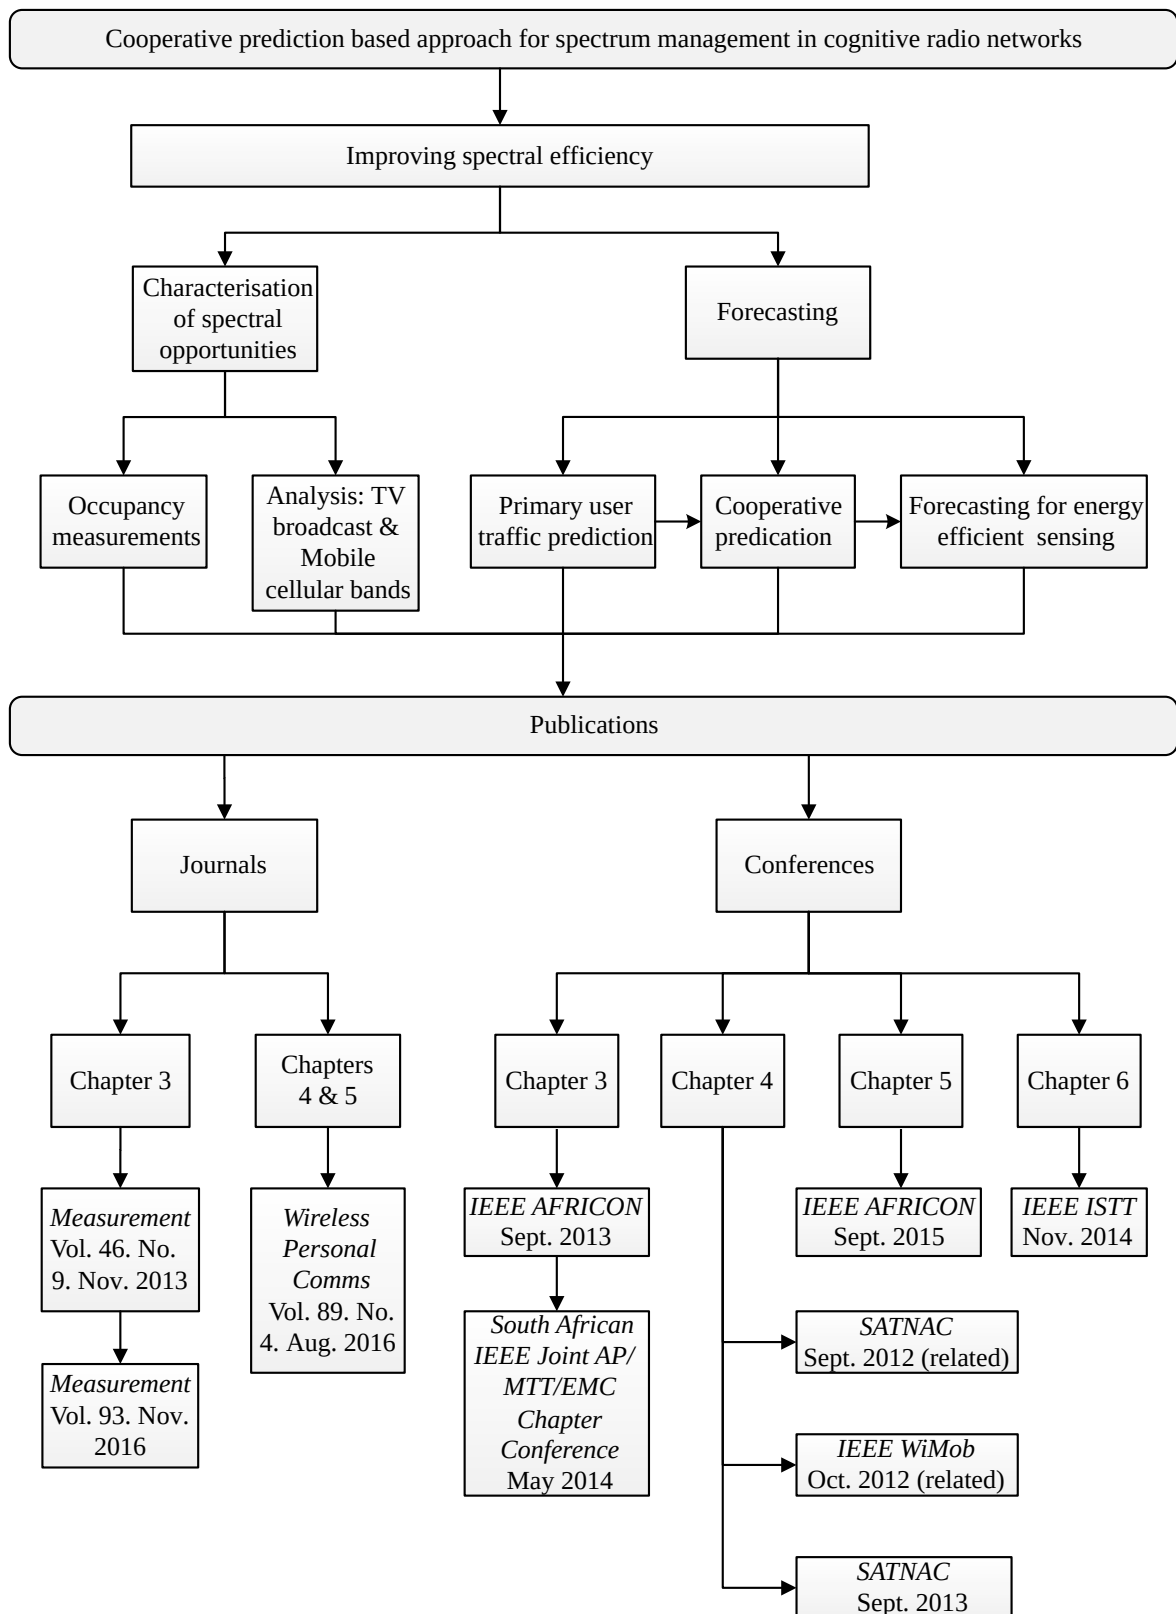 Cooperative prediction based approach for spectrum management in cognitive radio networks
Improving spectral efficiency
Characterisation
of spectral
opportunities
Forecasting
Occupancy
measurements
Analysis: TV
broadcast &
Mobile
cellular bands
Primary user
traffic prediction
Cooperative
predication
Forecasting for energy
efficient sensing
Publications
Journals
Conferences
Chapter 3
Chapters
4 & 5
Chapter 3
Chapter 4
Chapter 5
Chapter 6
Measurement
Vol. 46. No.
9. Nov. 2013
Wireless
Personal
Comms
Vol. 89. No.
4. Aug. 2016
IEEE AFRICON
Sept. 2013
IEEE AFRICON
Sept. 2015
IEEE ISTT
Nov. 2014
Measurement
Vol. 93. Nov.
2016
South African
IEEE Joint AP/
MTT/EMC
Chapter
Conference
May 2014
SATNAC
Sept. 2012 (related)
IEEE WiMob
Oct. 2012 (related)
SATNAC
Sept. 2013